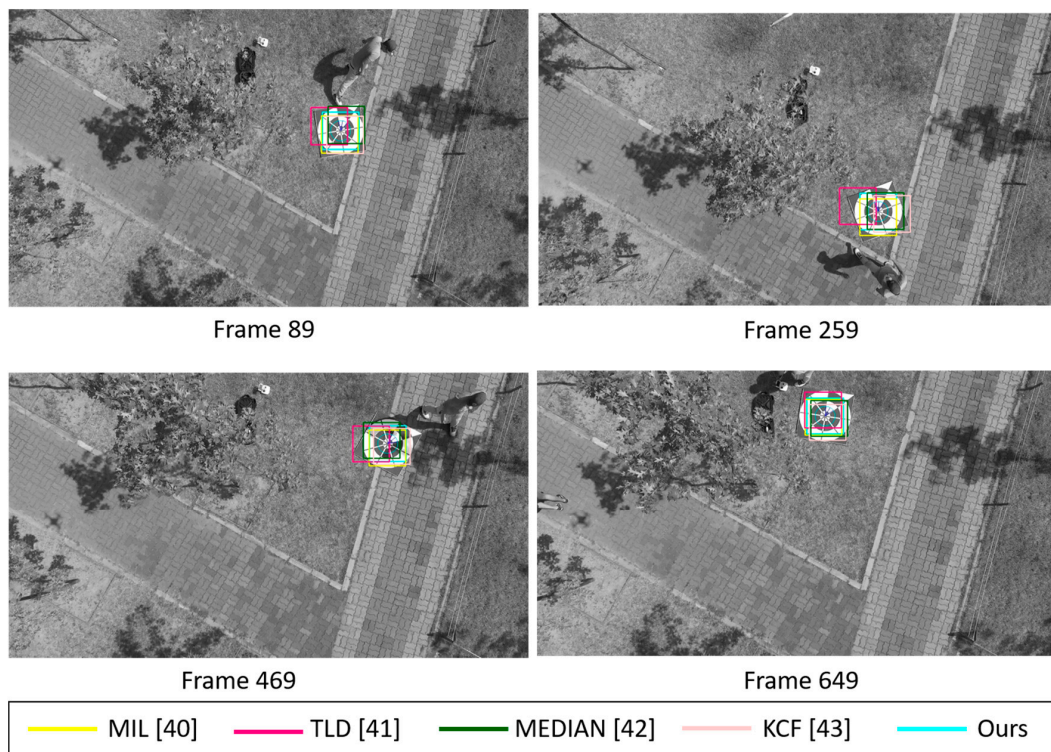 Frame 89
Frame 259
Frame 469
Frame 649
MIL [40] TLD [41] MEDIAN [42] KCF [43] Ours